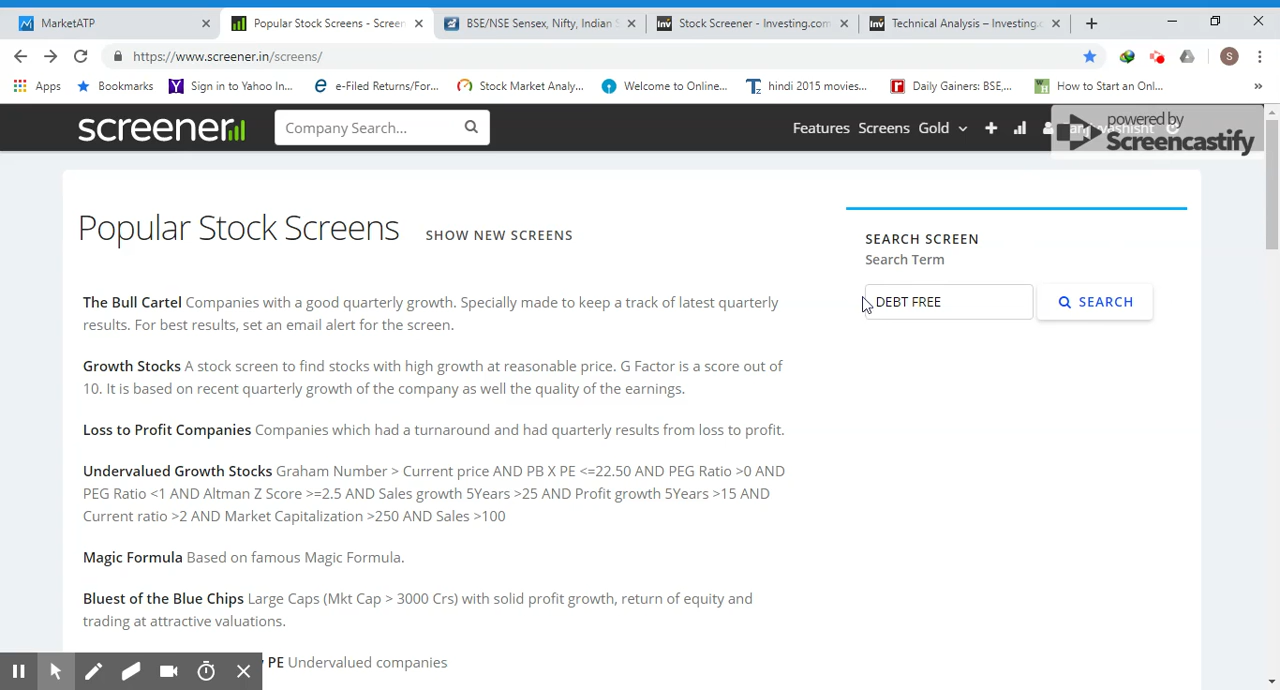 MarketATP
Popular Stock Screens - Screen
BSE/NSE Sensex, Nifty, Indian S
Stock Screener - Investing.com
Technical Analysis – Investing.
https://www.screener.in/screens/
S
Apps
Bookmarks
Sign in to Yahoo In...
e-Filed Returns/For...
Stock Market Analy...
Welcome to Online...
hindi 2015 movies...
Daily Gainers: BSE,...
How to Start an Onl...
screener
Company Search...
Features
Screens
Gold
powered by
Screencastify
Popular Stock Screens
SHOW NEW SCREENS
The Bull Cartel Companies with a good quarterly growth. Specially made to keep a track of latest quarterly
results. For best results, set an email alert for the screen.
Growth Stocks A stock screen to find stocks with high growth at reasonable price. G Factor is a score out of
10. It is based on recent quarterly growth of the company as well the quality of the earnings.
Loss to Profit Companies Companies which had a turnaround and had quarterly results from loss to profit.
Undervalued Growth Stocks Graham Number > Current price AND PB X PE <=22.50 AND PEG Ratio >0 AND
PEG Ratio <1 AND Altman Z Score >=2.5 AND Sales growth 5Years >25 AND Profit growth 5Years >15 AND
Current ratio >2 AND Market Capitalization >250 AND Sales >100
Magic Formula Based on famous Magic Formula.
Bluest of the Blue Chips Large Caps (Mkt Cap > 3000 Crs) with solid profit growth, return of equity and
trading at attractive valuations.
PE Undervalued companies
SEARCH SCREEN
Search Term
DEBT FREE
SEARCH